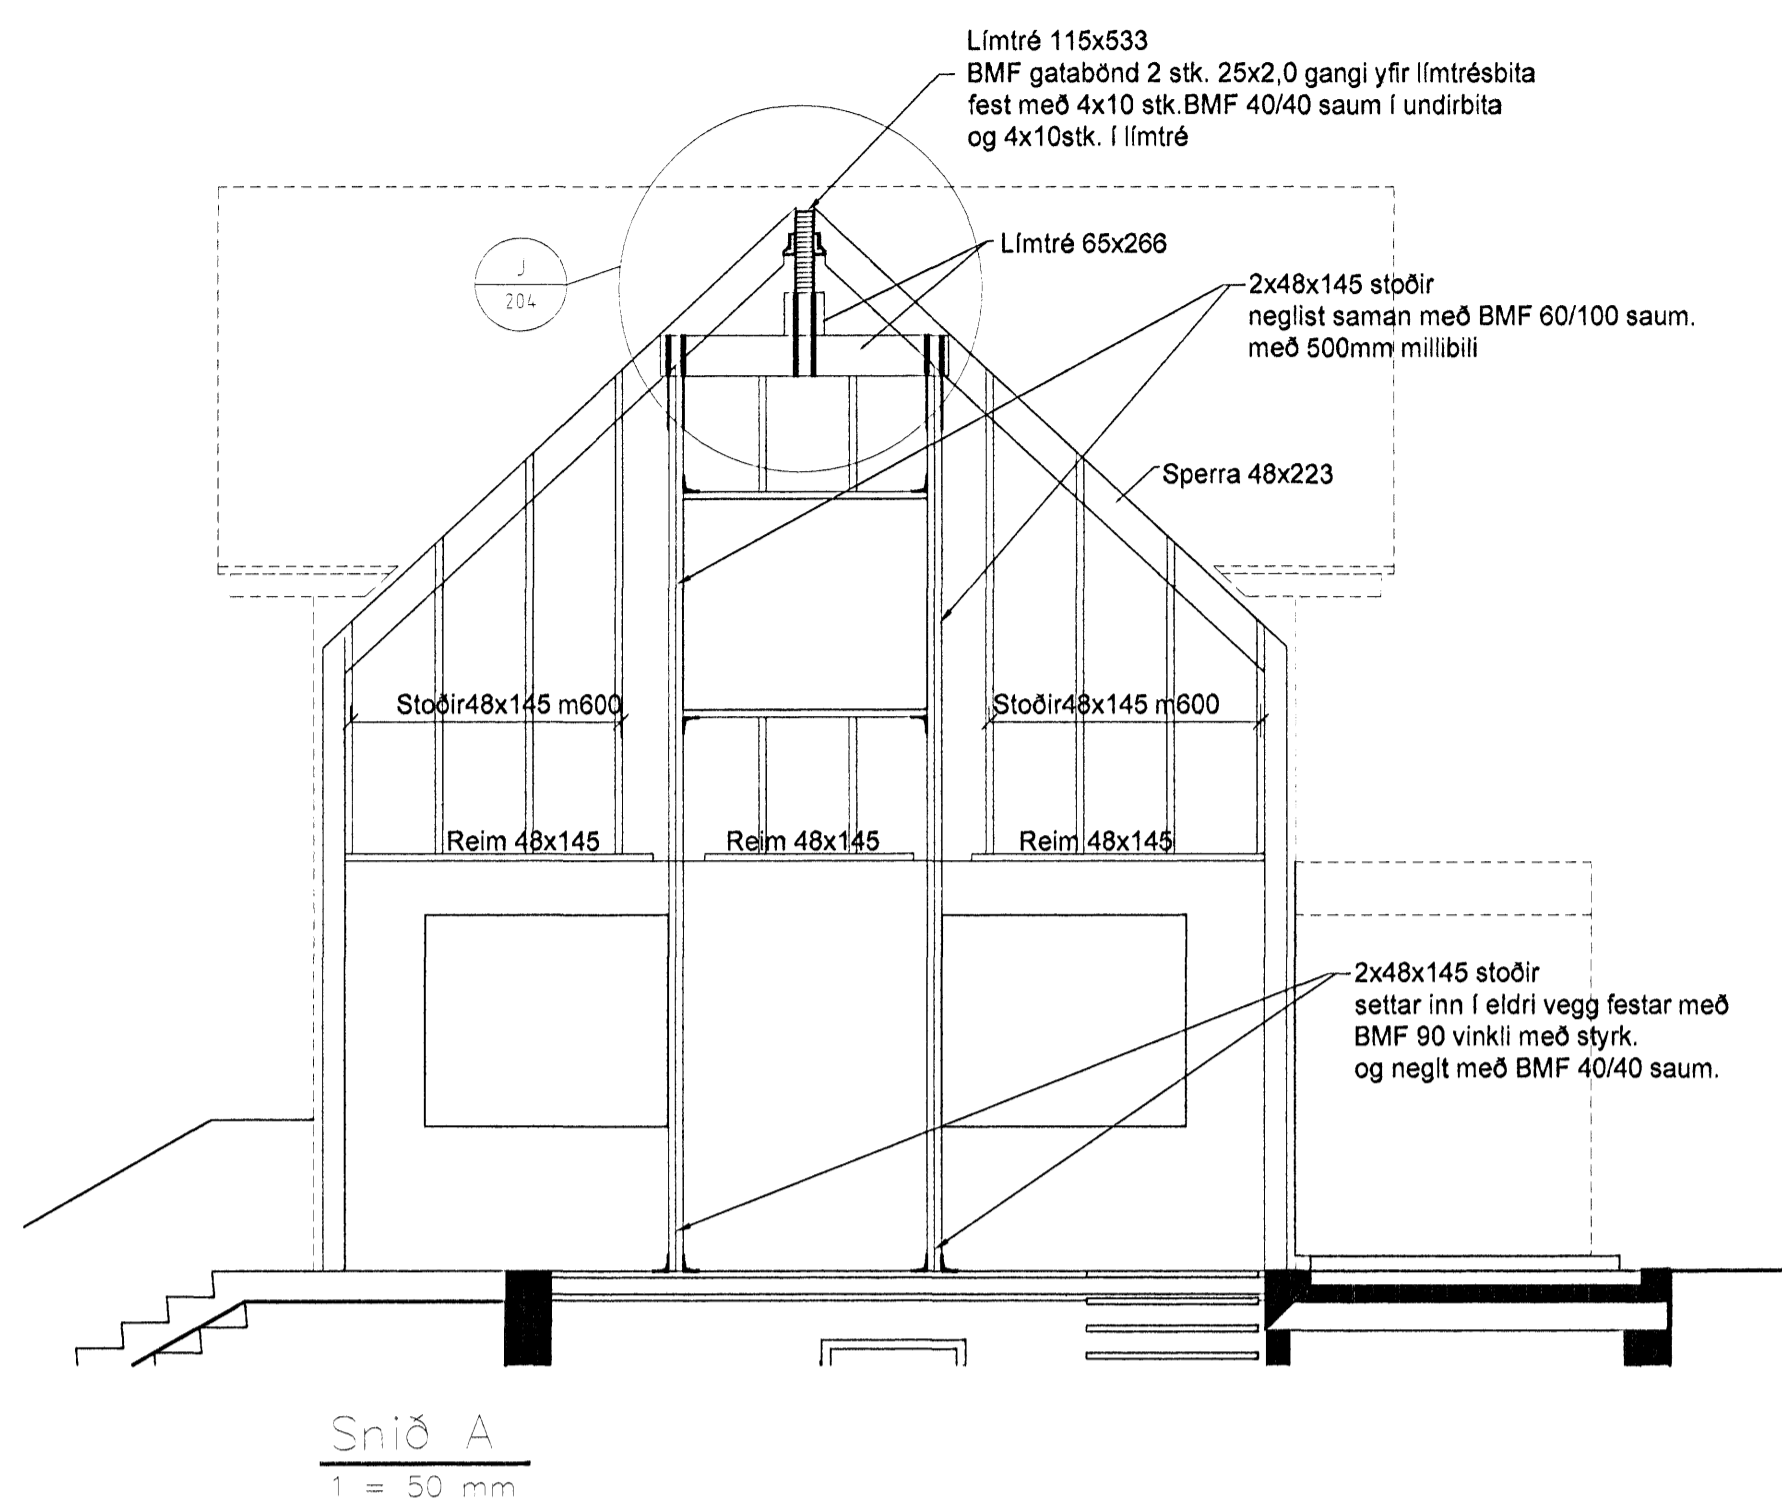 Límtré 115x533
BMF gatabönd 2 stk. 25x2,0 gangi yfir límtrésbita
fest með 4x10 stk.BMF 40/40 saum í undirbita
og 4x10stk. í límtré
Límtré 65x266
J
204
2x48x145 stoðir
neglist saman með BMF 60/100 saum.
með 500mm millibili
Sperra 48x223
Stoðir48x145 m600
Stoðir48x145 m600
Reim 48x145
Reim 48x145
Reim 48x145
2x48x145 stoðir
settar inn í eldri vegg festar með
BMF 90 vinkli með styrk.
og neglt með BMF 40/40 saum.
Snið A
1 = 50 mm